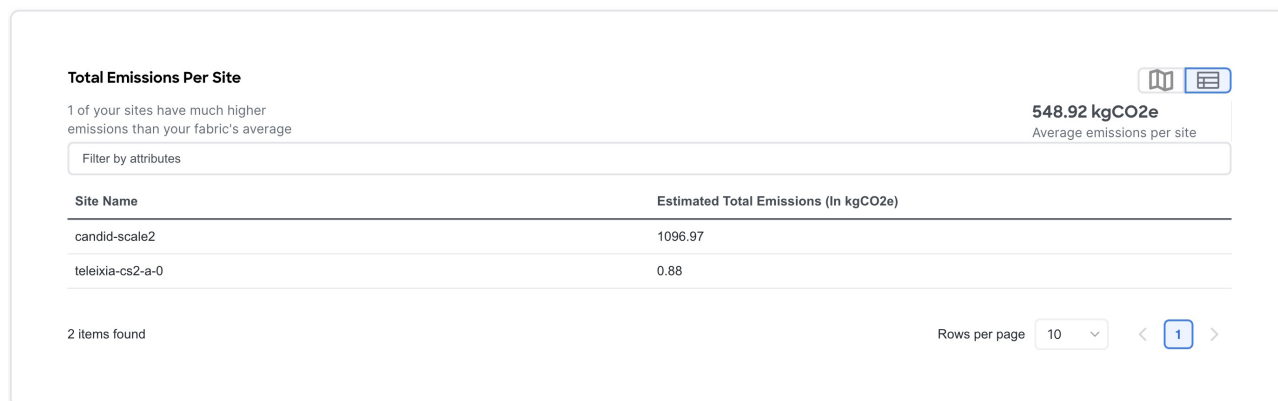 Total Emissions Per Site
1 of your sites have much higher
emissions than your fabric's average
548.92 kgCO2e
Average emissions per site
Filter by attributes
Site Name Estimated Total Emissions (In kgCO2e)
candid-scale2 1096.97
teleixia-cs2-a-0 0.88
2 items found Rows per page 10 1